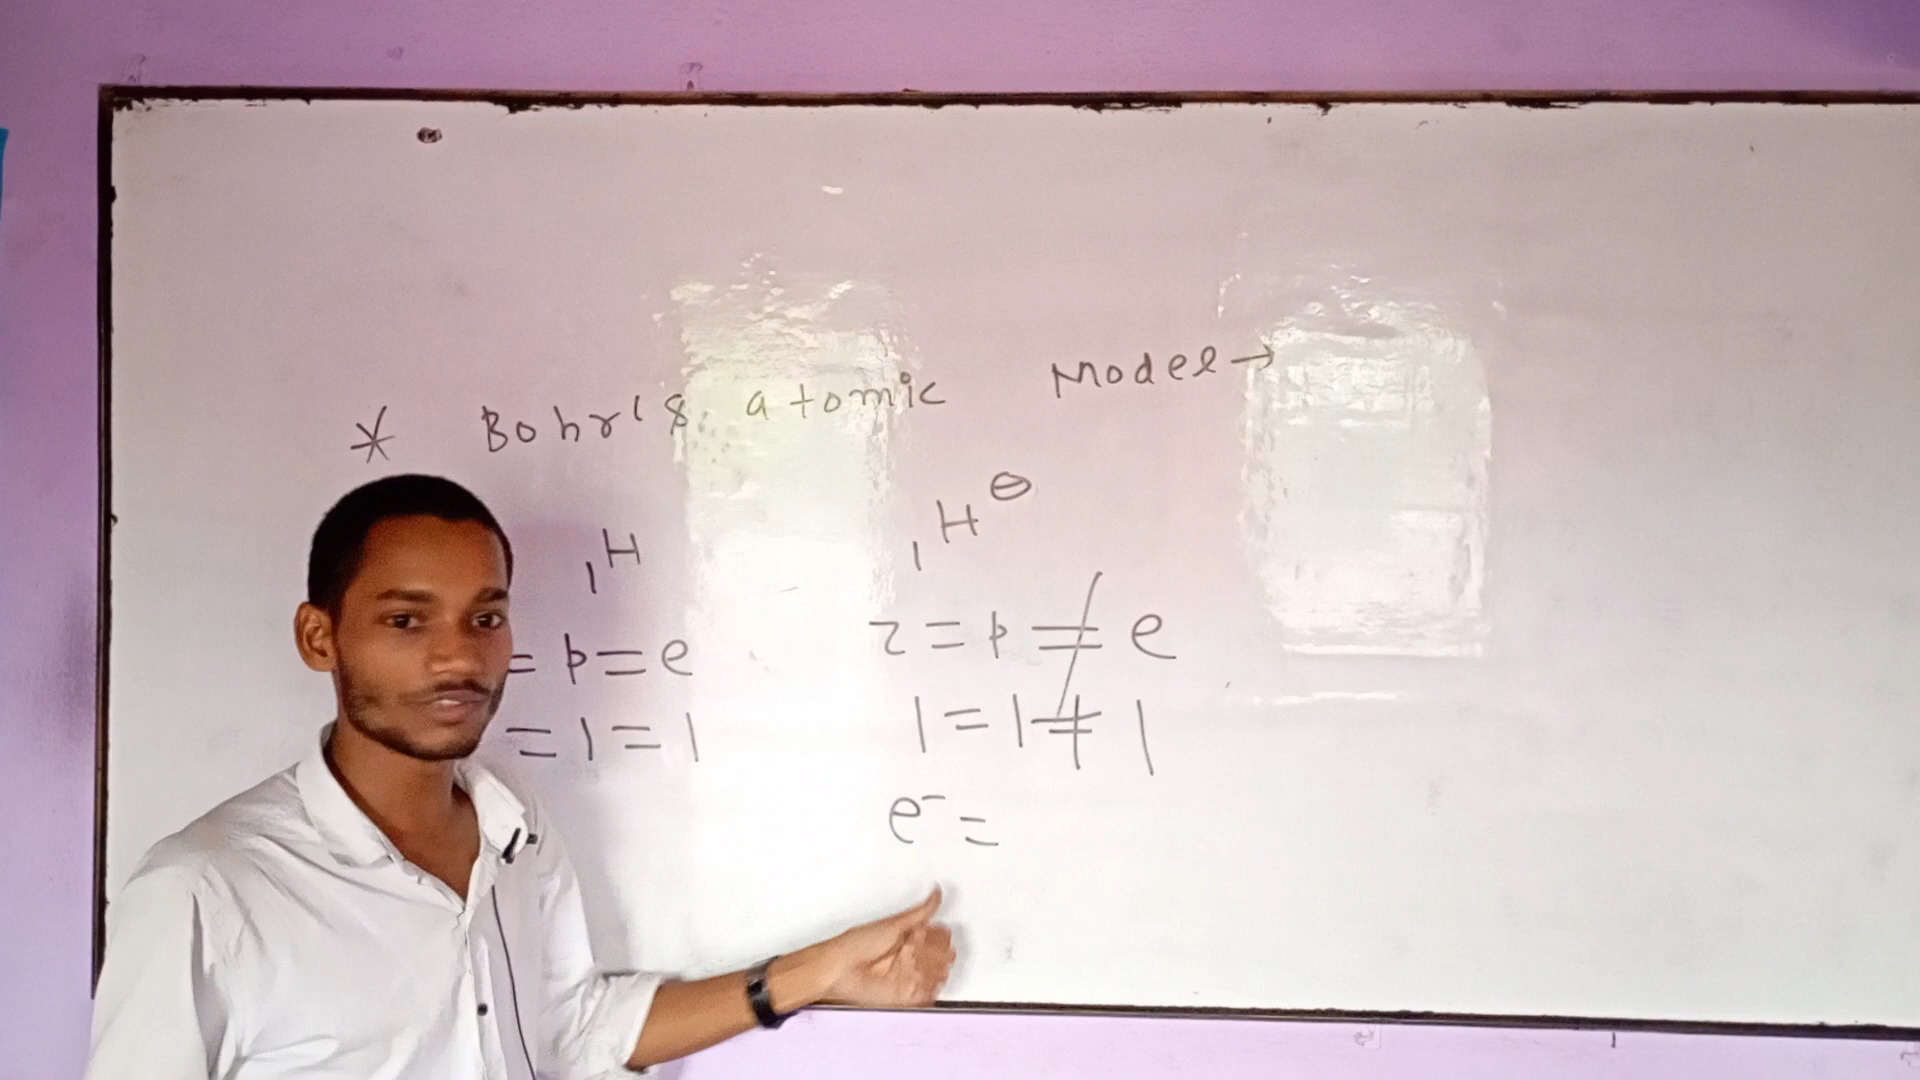 * Bohr's atomic Model →
₁H
₁H⊖
= p = e
z = p ≠ e
= 1 = 1
1 = 1 ≠ 1
e⁻ =